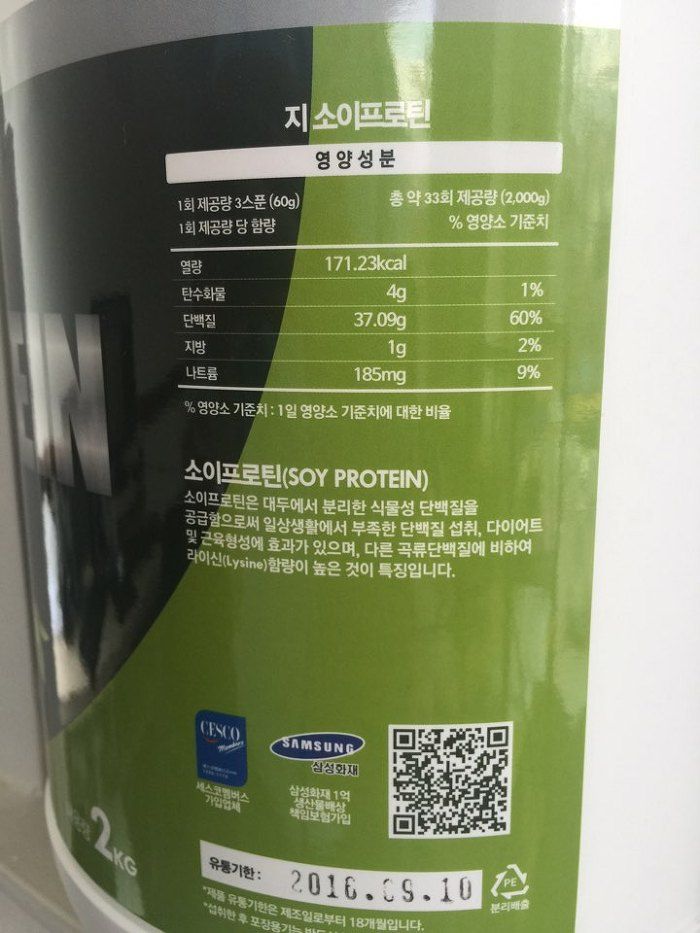 지 소이프로틴
영양성분
1회 제공량 3스푼 (60g) 총 약 33회 제공량 (2,000g)
1회 제공량 당 함량 % 영양소 기준치
열량 171.23kcal
탄수화물 4g 1%
단백질 37.09g 60%
지방 1g 2%
나트륨 185mg 9%
% 영양소 기준치 : 1일 영양소 기준치에 대한 비율
EN
소이프로틴(SOY PROTEIN)
소이프로틴은 대두에서 분리한 식물성 단백질을
공급함으로써 일상생활에서 부족한 단백질 섭취, 다이어트
및 근육형성에 효과가 있으며, 다른 곡류단백질에 비하여
라이신(Lysine)함량이 높은 것이 특징입니다.
CESCO
Members
세스코멤버스
가입업체
SAMSUNG
삼성화재
삼성화재 1억
생산물배상
책임보험가입
2KG
유통기한 : 2016.09.10
PE
분리배출
*제품 유통기한은 제조일로부터 18개월입니다.
*섭취한 후 포장용기는